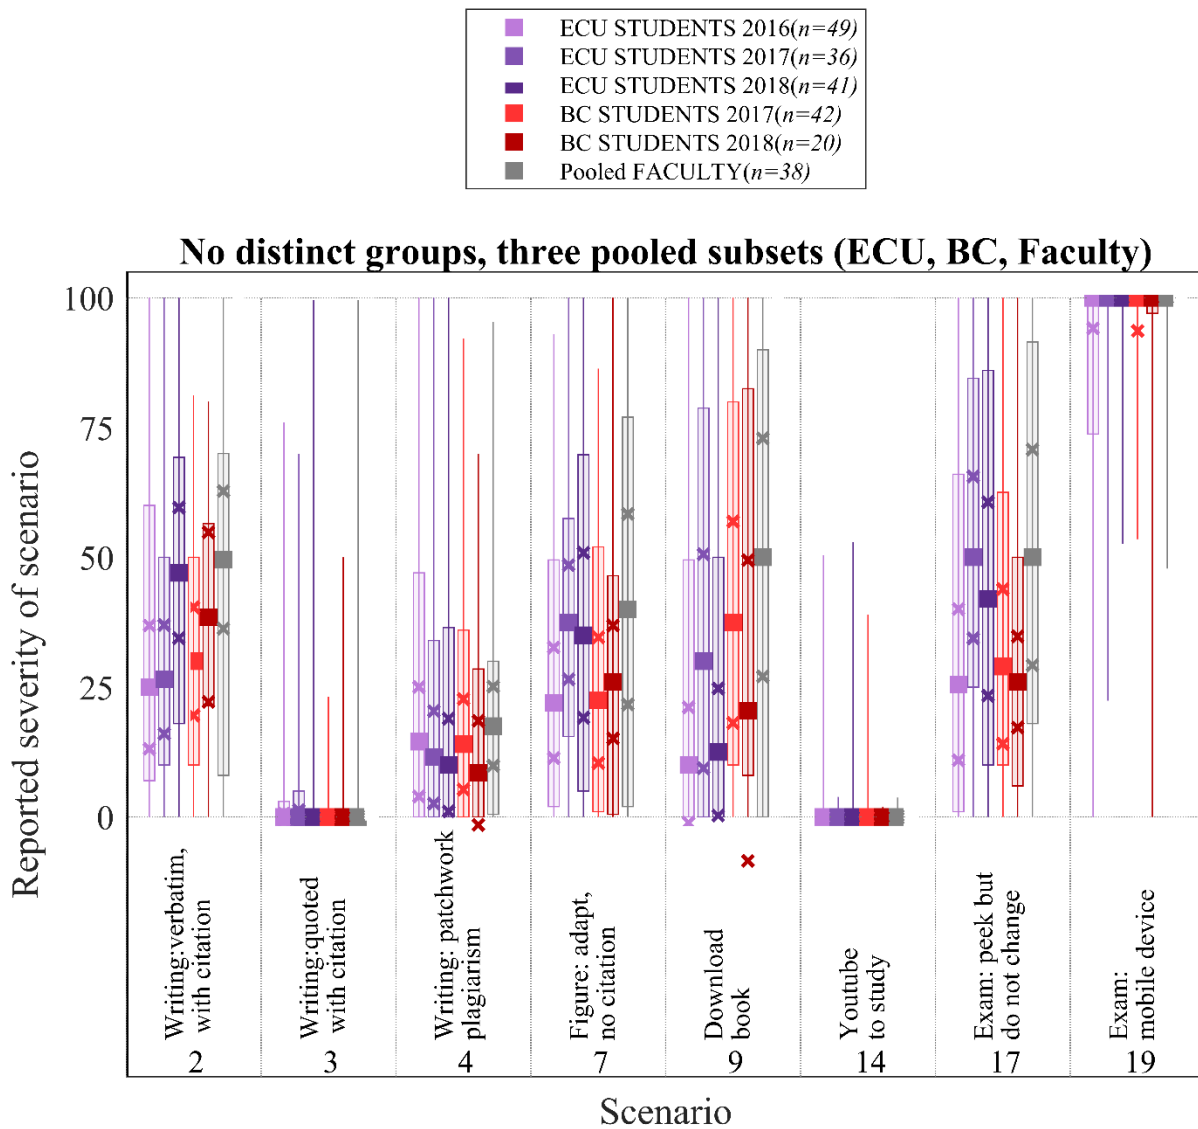 ECU STUDENTS 2016(n=49)
ECU STUDENTS 2017(n=36)
ECU STUDENTS 2018(n=41)
BC STUDENTS 2017(n=42)
BC STUDENTS 2018(n=20)
Pooled FACULTY(n=38)
No distinct groups, three pooled subsets (ECU, BC, Faculty)
Reported severity of scenario
100
75
50
25
0
Writing:verbatim,
with citation
Writing:quoted
with citation
Writing: patchwork
plagiarism
Figure: adapt,
no citation
Download
book
Youtube
to study
Exam: peek but
do not change
Exam:
mobile device
2
3
4
7
9
14
17
19
Scenario